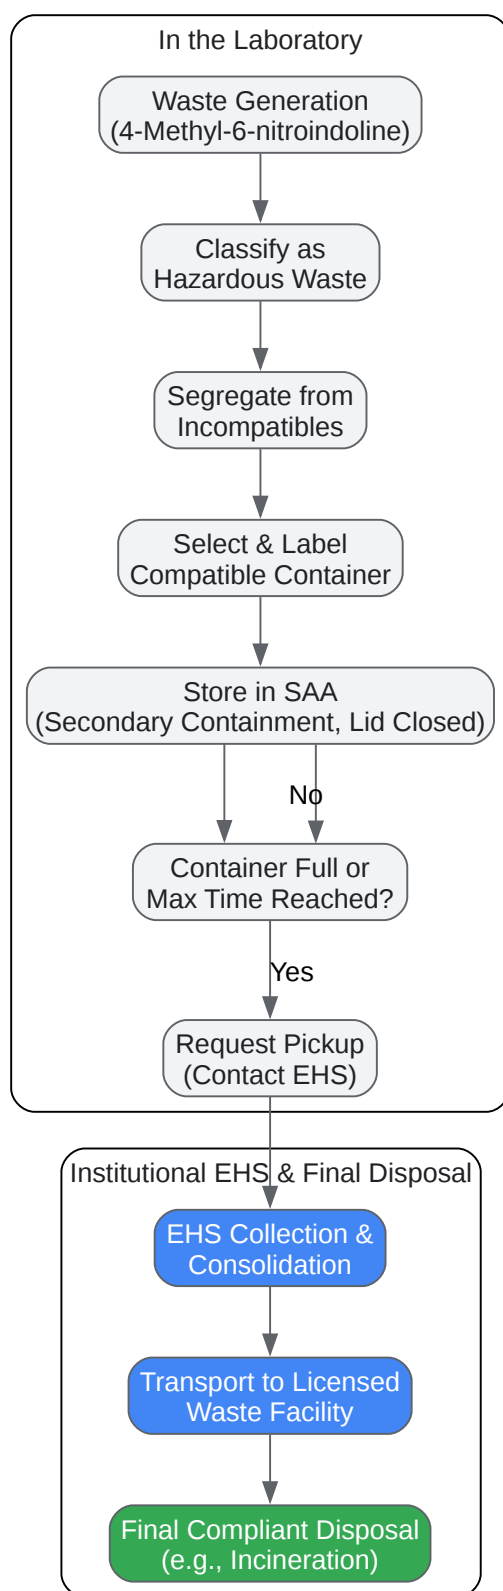 In the Laboratory
Waste Generation
(4-Methyl-6-nitroindoline)
Classify as
Hazardous Waste
Segregate from
Incompatibles
Select & Label
Compatible Container
Store in SAA
(Secondary Containment, Lid Closed)
No
Container Full or
Max Time Reached?
Yes
Request Pickup
(Contact EHS)
Institutional EHS & Final Disposal
EHS Collection &
Consolidation
Transport to Licensed
Waste Facility
Final Compliant Disposal
(e.g., Incineration)